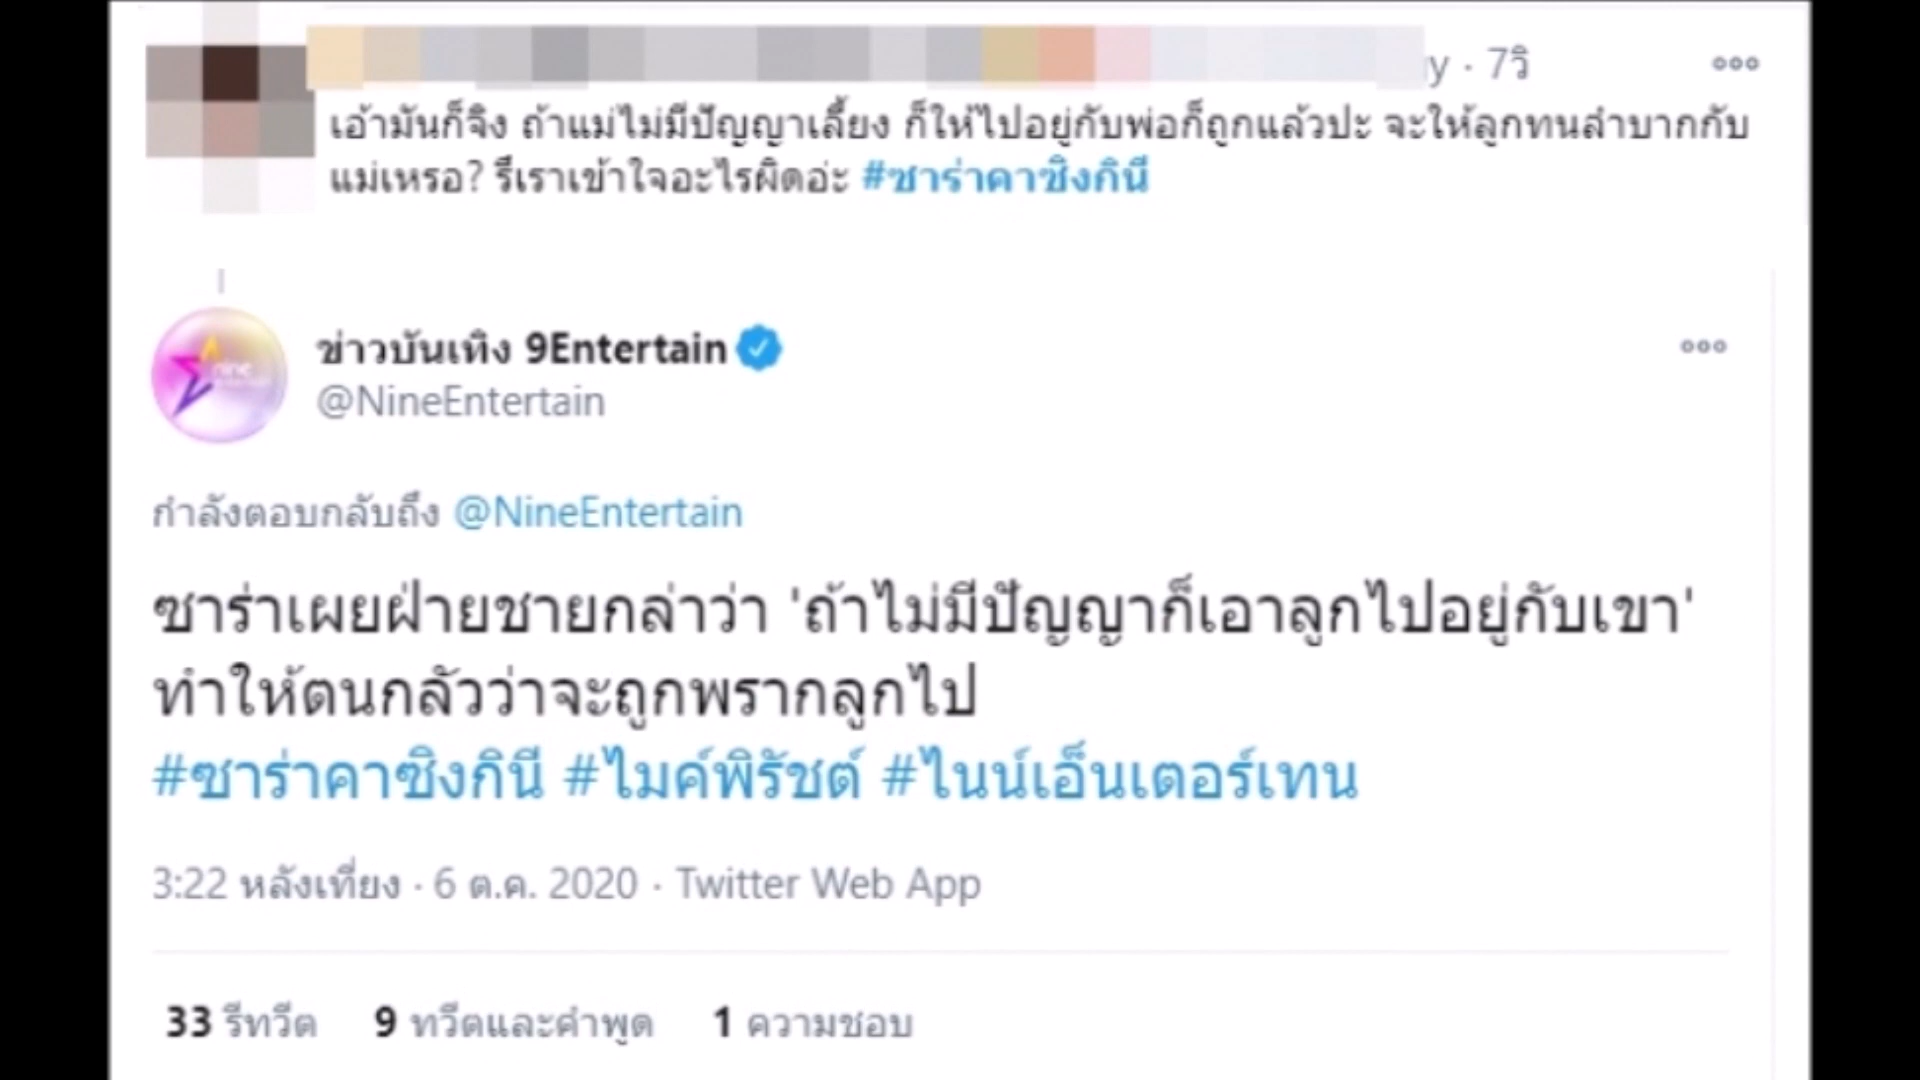 y · 7วิ
เอ้ามันก็จิง ถ้าแม่ไม่มีปัญญาเลี้ยง ก็ให้ไปอยู่กับพ่อก็ถูกแล้วปะ จะให้ลูกทนลำบากกับ
แม่เหรอ? รึเราเข้าใจอะไรผิดอ่ะ #ซาร่าคาซิงกินี
ข่าวบันเทิง 9Entertain
@NineEntertain
กำลังตอบกลับถึง @NineEntertain
ซาร่าเผยฝ่ายชายกล่าว่า 'ถ้าไม่มีปัญญาก็เอาลูกไปอยู่กับเขา'
ทำให้ตนกลัวว่าจะถูกพรากลูกไป
#ซาร่าคาซิงกินี #ไมค์พิรัชต์ #ไนน์เอ็นเตอร์เทน
3:22 หลังเที่ยง · 6 ต.ค. 2020 · Twitter Web App
33 รีทวีต 9 ทวีตและคำพูด 1 ความชอบ